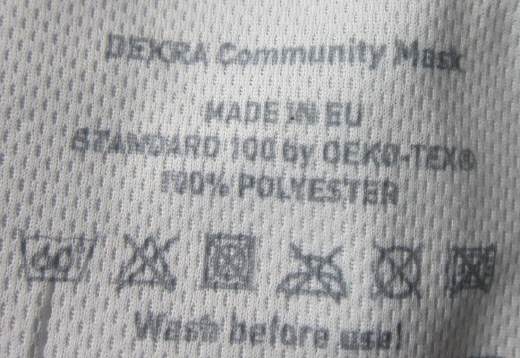 DEKRA Community Mask
MADE IN EU
STANDARD 100 by OEKO-TEX®
100% POLYESTER
60°
Wash before use!